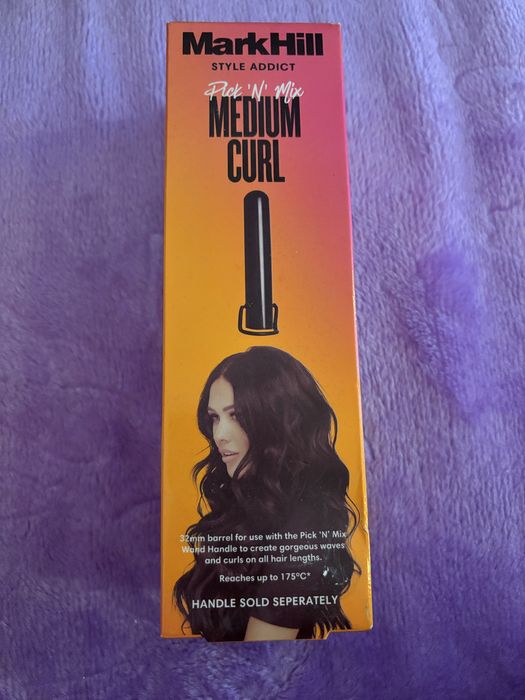 MarkHill
STYLE ADDICT
Pick 'N' Mix
MEDIUM
CURL
32mm barrel for use with the Pick 'N' Mix
Wand Handle to create gorgeous waves
and curls on all hair lengths.
Reaches up to 175°C*
HANDLE SOLD SEPERATELY